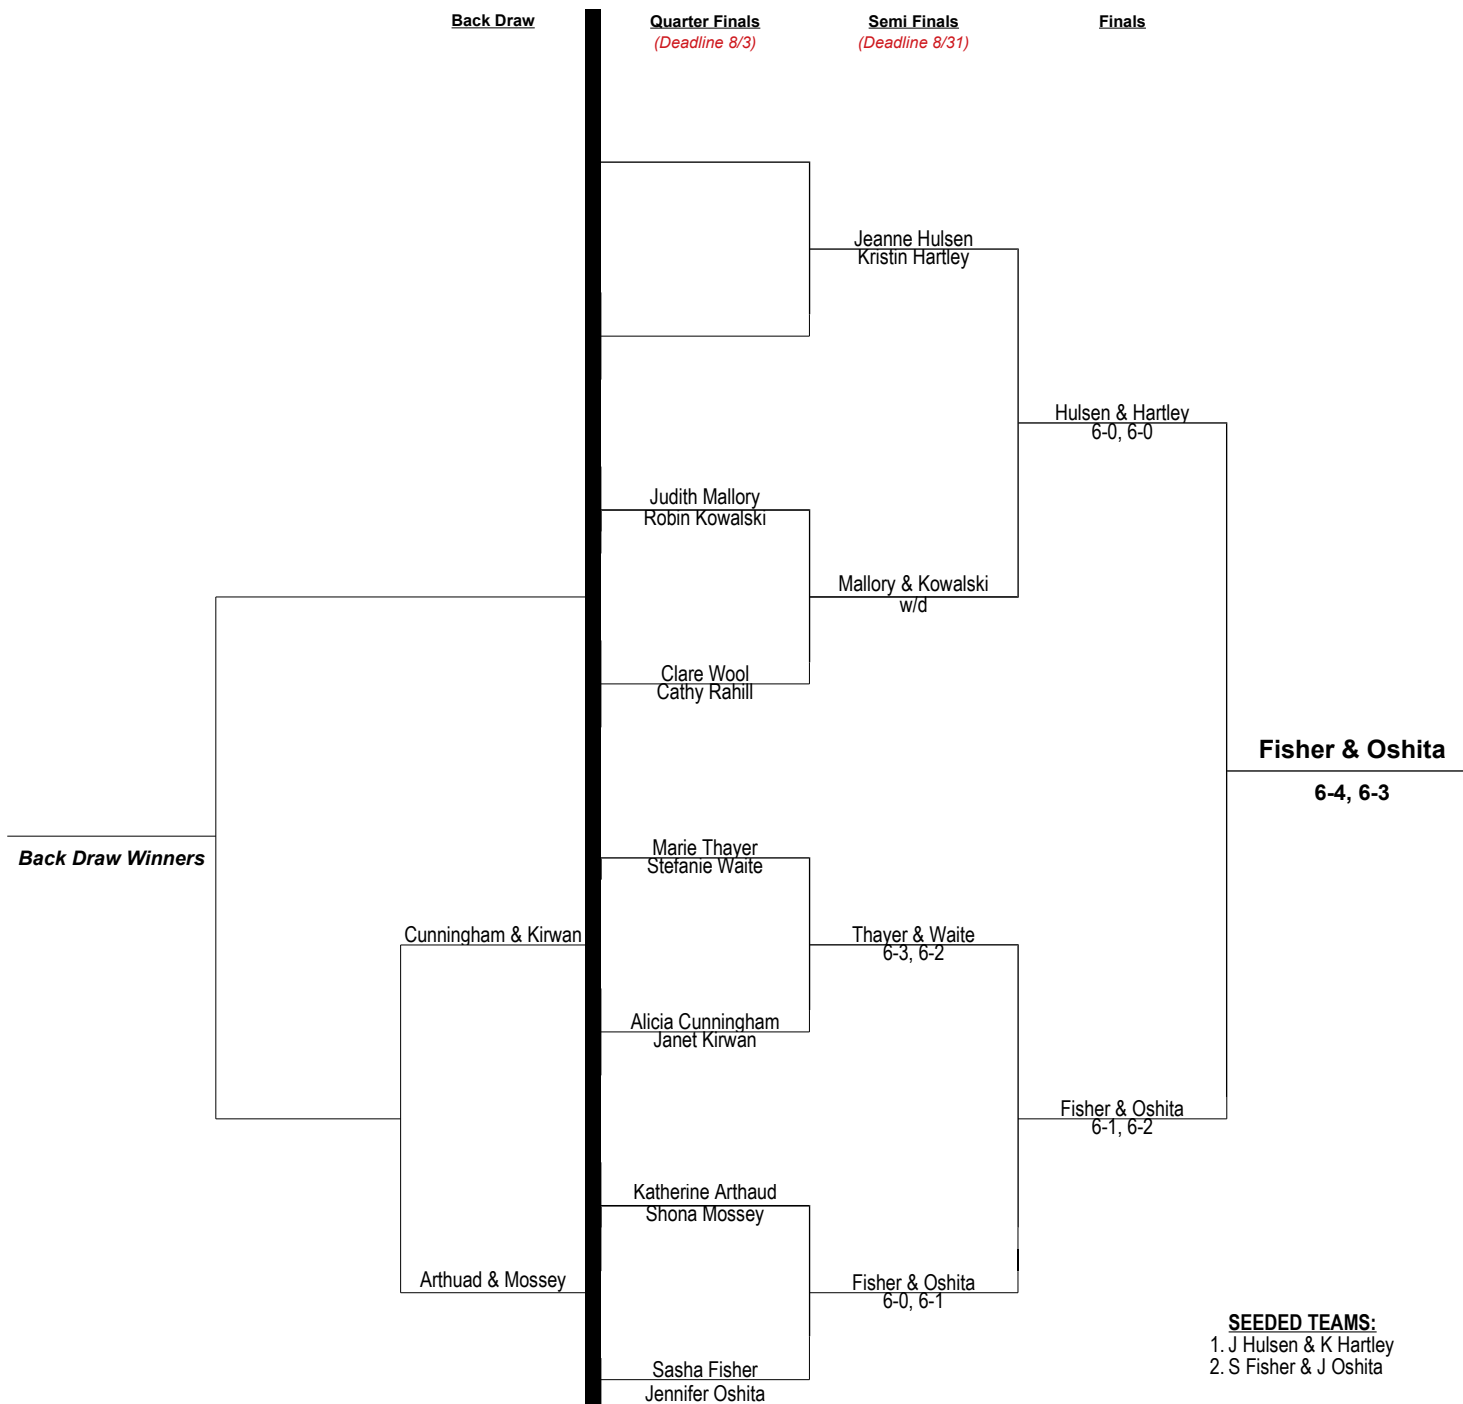 Back Draw
Quarter Finals
(Deadline 8/3)
Semi Finals
(Deadline 8/31)
Finals
Jeanne Hulsen
Kristin Hartley
Hulsen & Hartley
6-0, 6-0
Judith Mallory
Robin Kowalski
Mallory & Kowalski
w/d
Clare Wool
Cathy Rahill
Fisher & Oshita
6-4, 6-3
Back Draw Winners
Marie Thayer
Stefanie Waite
Cunningham & Kirwan
Thayer & Waite
6-3, 6-2
Alicia Cunningham
Janet Kirwan
Fisher & Oshita
6-1, 6-2
Katherine Arthaud
Shona Mossey
Arthuad & Mossey
Fisher & Oshita
6-0, 6-1
Sasha Fisher
Jennifer Oshita
SEEDED TEAMS:
1. J Hulsen & K Hartley
2. S Fisher & J Oshita